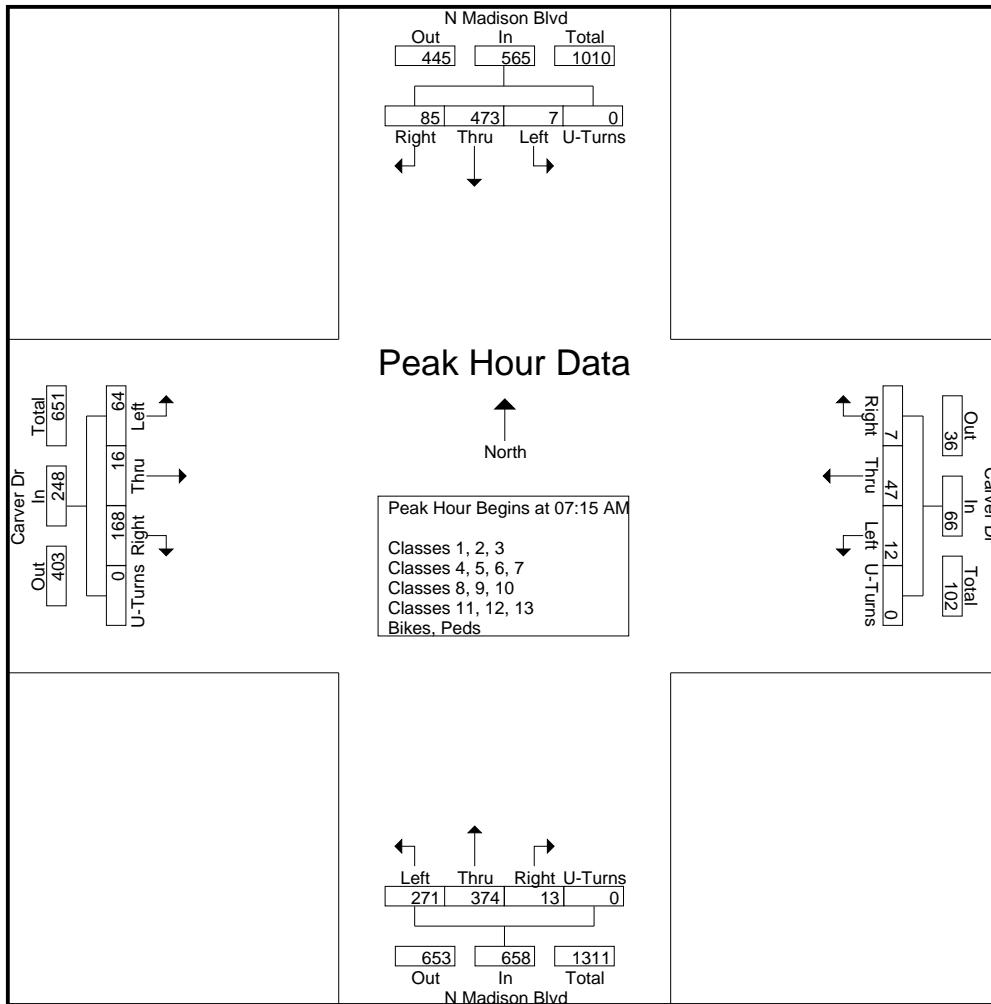 N Madison Blvd
Out In Total
445 565 1010
85 473 7 0
Right Thru Left U-Turns
Peak Hour Data
North
Peak Hour Begins at 07:15 AM
Classes 1, 2, 3
Classes 4, 5, 6, 7
Classes 8, 9, 10
Classes 11, 12, 13
Bikes, Peds
Carver Dr
Out In Total
403 248 651
0 168 16 64
U-Turns Right Thru Left
Carver Dr
Out In Total
36 66 102
7 47 12 0
Right Thru Left U-Turns
Left Thru Right U-Turns
271 374 13 0
653 658 1311
Out In Total
N Madison Blvd